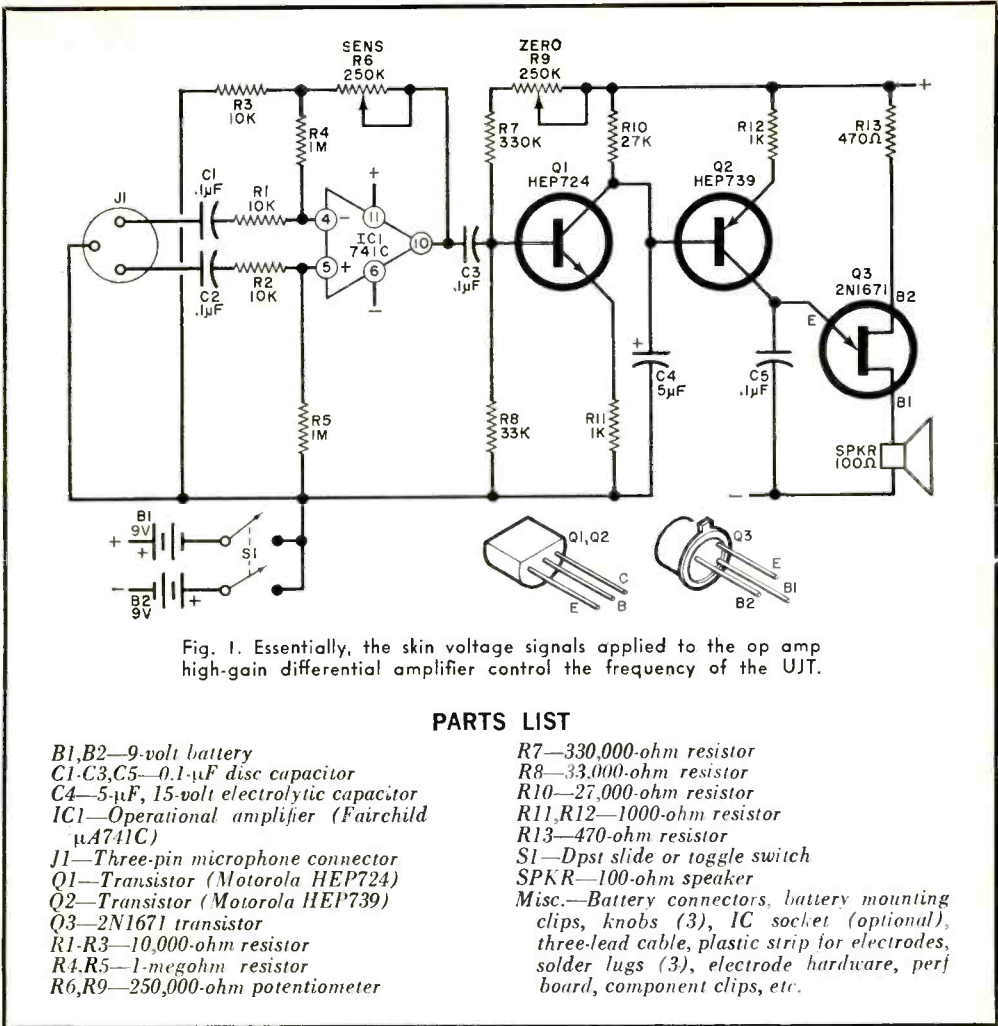 SENS
R6
250K
ZERO
R9
250K
R3
10K
R4
1M
R7
330K
R10
27K
R12
1K
R13
470Ω
+
Q1
HEP724
Q2
HEP739
J1
C1
.1µF
R1
10K
4 -
+
11
IC1
741C
10
5 +
6
-
C2
.1µF
R2
10K
C3
.1µF
Q3
2N1671
B2
E
B1
+
C4
5µF
C5
.1µF
R5
1M
R8
33K
R11
1K
SPKR
100Ω
-
B1
9V
+ +
S1
- +
B2
9V
Q1,Q2
C
B
E
Q3
E
B1
B2
Fig. 1. Essentially, the skin voltage signals applied to the op amp
high-gain differential amplifier control the frequency of the UJT.
PARTS LIST
B1,B2—9-volt battery
C1-C3,C5—0.1-µF disc capacitor
C4—5-µF, 15-volt electrolytic capacitor
IC1—Operational amplifier (Fairchild
µA741C)
J1—Three-pin microphone connector
Q1—Transistor (Motorola HEP724)
Q2—Transistor (Motorola HEP739)
Q3—2N1671 transistor
R1-R3—10,000-ohm resistor
R4,R5—1-megohm resistor
R6,R9—250,000-ohm potentiometer
R7—330,000-ohm resistor
R8—33,000-ohm resistor
R10—27,000-ohm resistor
R11,R12—1000-ohm resistor
R13—470-ohm resistor
S1—Dpst slide or toggle switch
SPKR—100-ohm speaker
Misc.—Battery connectors, battery mounting
clips, knobs (3), IC socket (optional),
three-lead cable, plastic strip for electrodes,
solder lugs (3), electrode hardware, perf
board, component clips, etc.